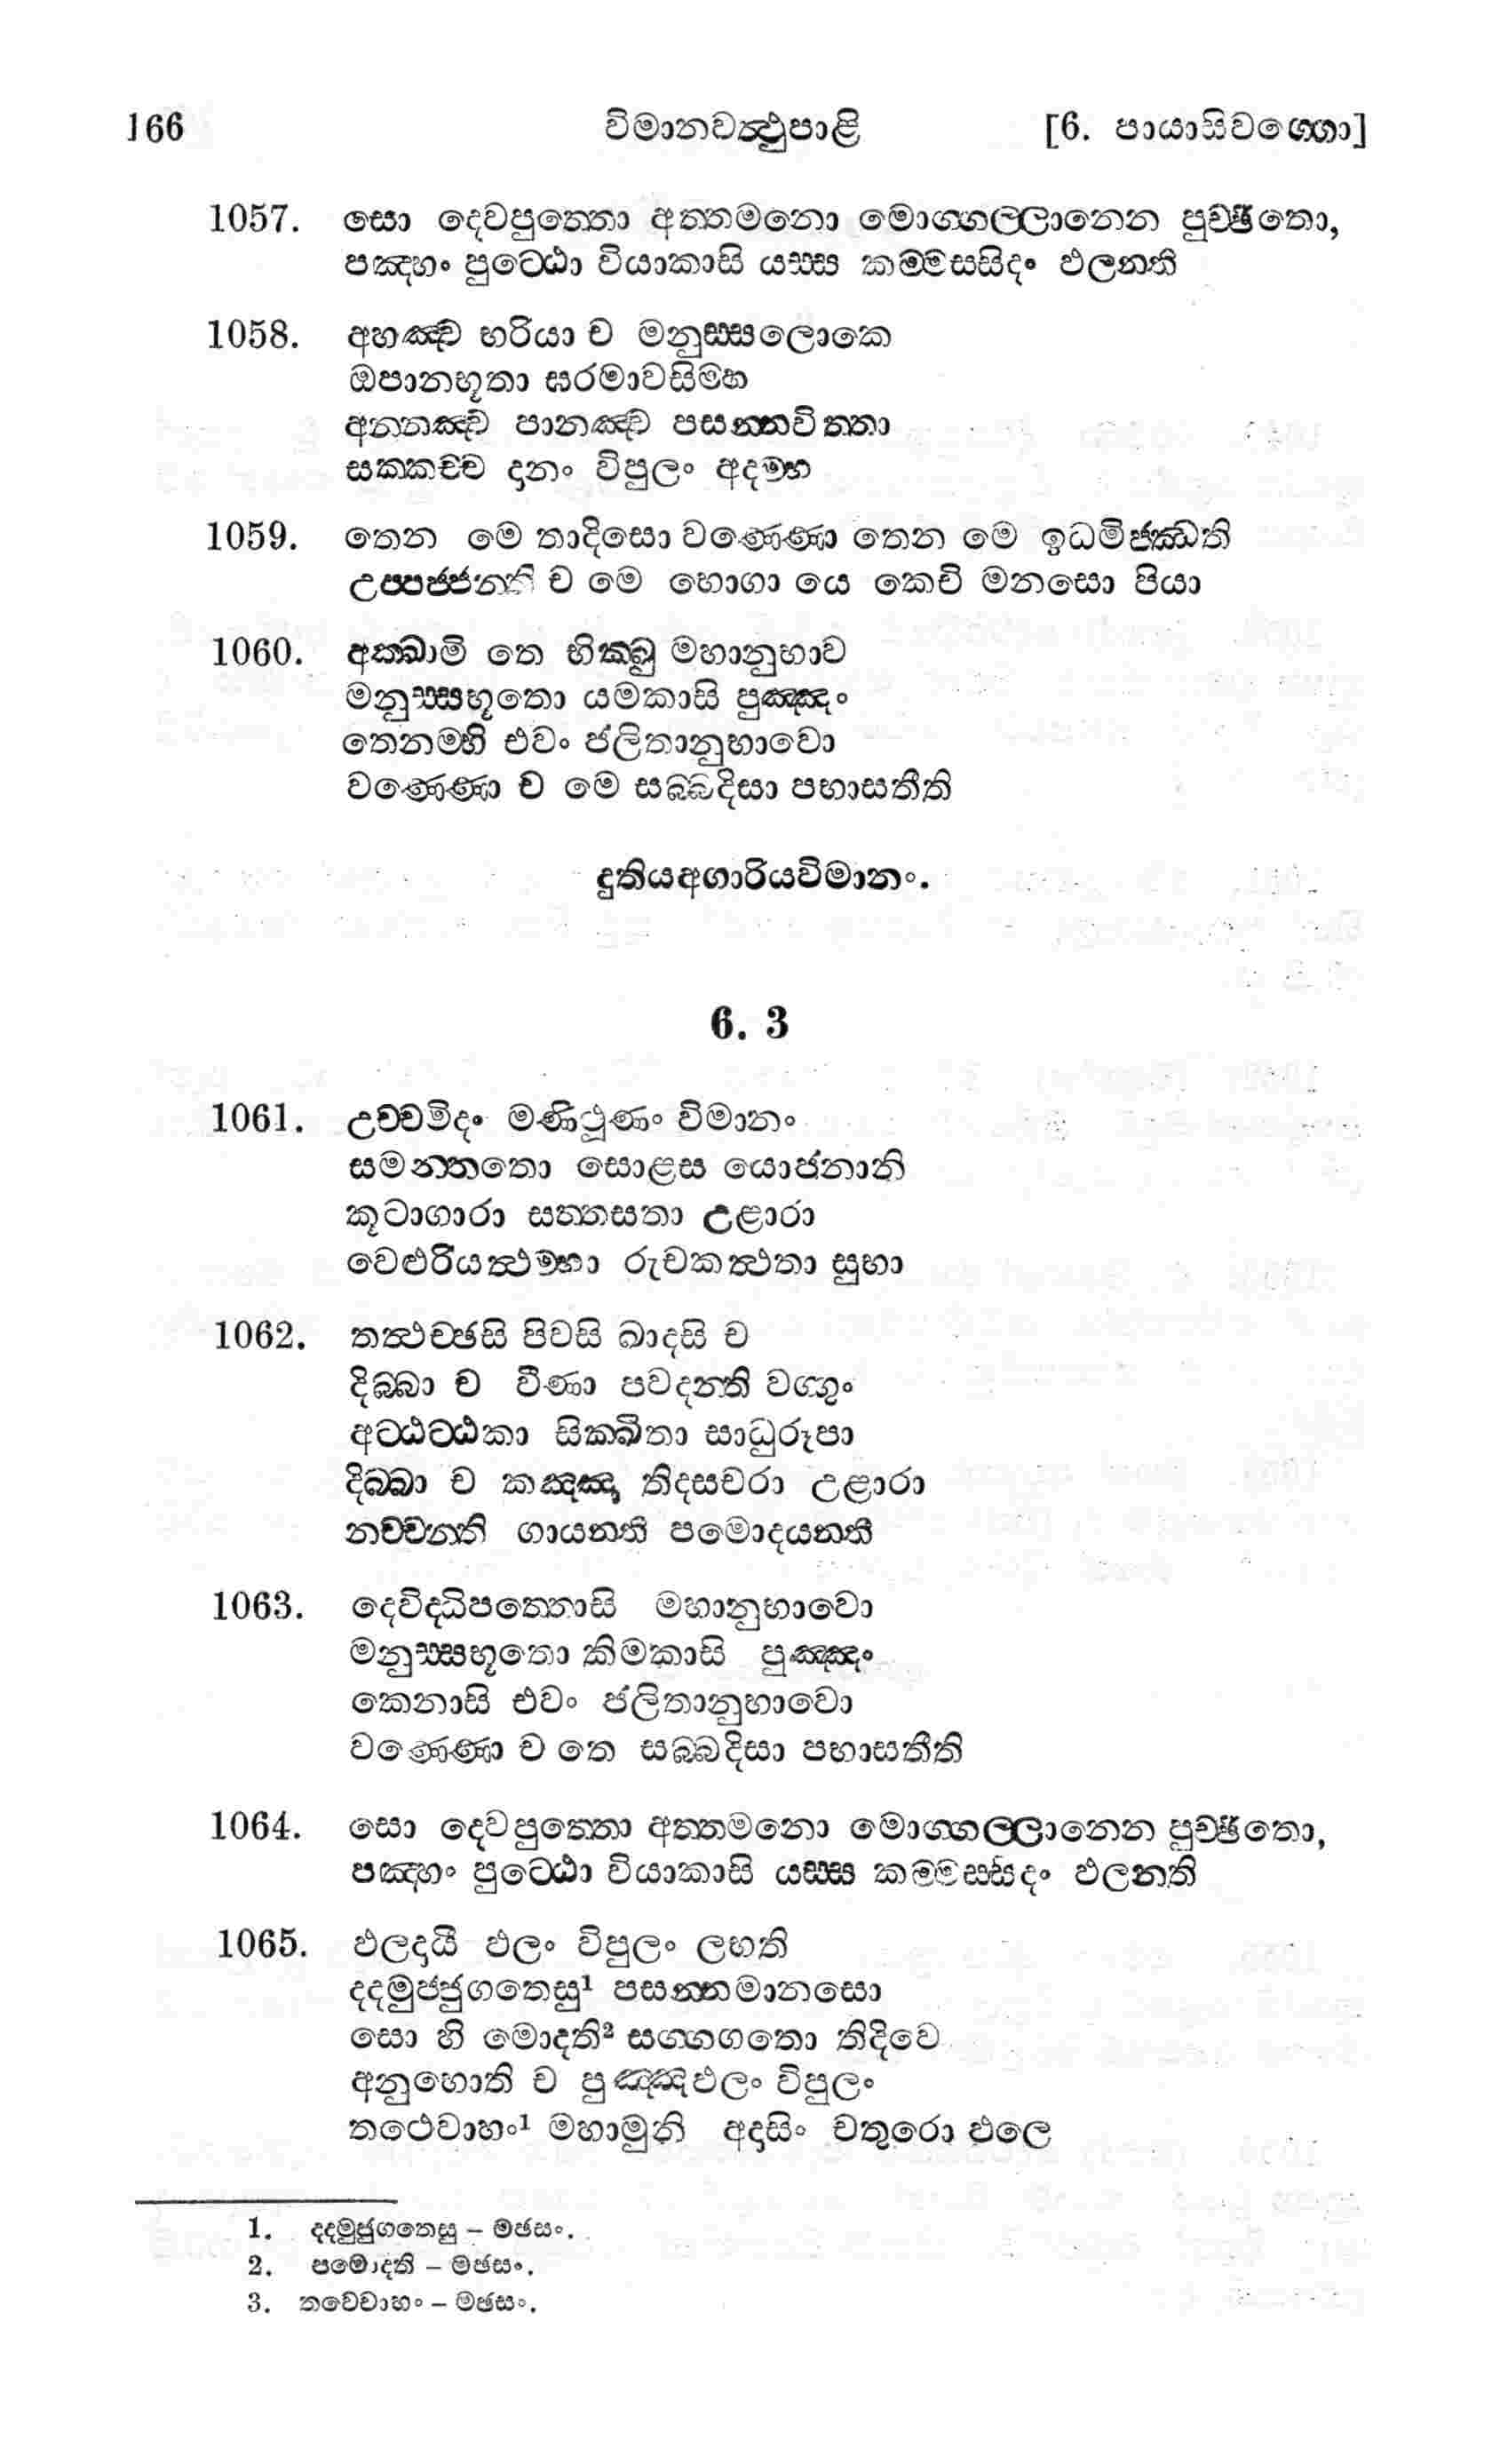 166 විමානවත්‍ථුපාළි [6. පායාසිවග්ගො]
1057. සො දෙවපුත්තො අත්තමනො මොග්ගල්ලානෙන පුච්ඡිතො,
පඤ්හං පුට්ඨො වියාකාසි යස්ස කම්මස්සිදං ඵලන්ති
1058. අහඤ්ච භරියා ච මනුස්සලොකෙ
ඔපානභූතා ඝරමාවසිම්හ
අන්නඤ්ච පානඤ්ච පසන්නචිත්තා
සක්කච්ච දානං විපුලං අදම්හ
1059. තෙන මෙ තාදිසො වණ්ණො තෙන මෙ ඉධමිජ්ඣති
උප්පජ්ජන්ති ච මෙ භොගා යෙ කෙචි මනසො පියා
1060. අක්ඛාමි තෙ භික්ඛු මහානුභාව
මනුස්සභූතො යමකාසි පුඤ්ඤං
තෙනම්හි එවං ජලිතානුභාවො
වණ්ණො ච මෙ සබ්බදිසා පභාසතීති
දුතියඅගාරියවිමානං.
6. 3
1061. උච්චමිදං මණිථූණං විමානං
සමන්තතො සොළස යොජනානි
කූටාගාරා සත්තසතා උළාරා
වෙළුරියත්‍ථම්භා රුචකත්‍ථතා සුභා
1062. තත්‍ථච්ඡසි පිවසි ඛාදසි ච
දිබ්බා ච වීණා පවදන්ති වග්ගුං
අට්ඨට්ඨකා සික්ඛිතා සාධුරූපා
දිබ්බා ච කඤ්ඤා තිදසචරා උළාරා
නච්චන්ති ගායන්ති පමොදයන්ති
1063. දෙවිද්ධිපත්තොසි මහානුභාවො
මනුස්සභූතො කිමකාසි පුඤ්ඤං
කෙනාසි එවං ජලිතානුභාවො
වණ්ණො ච තෙ සබ්බදිසා පභාසතීති
1064. සො දෙවපුත්තො අත්තමනො මොග්ගල්ලානෙන පුච්ඡිතො,
පඤ්හං පුට්ඨො වියාකාසි යස්ස කම්මස්සිදං ඵලන්ති
1065. ඵලදායී ඵලං විපුලං ලභති
දදමුජ්ජුගතෙසු¹ පසන්නමානසො
සො හි මොදති² සග්ගගතො තිදිවෙ
අනුභොති ච පුඤ්ඤඵලං විපුලං
තථෙවාහං¹ මහාමුනි අදාසිං චතුරො ඵලෙ
1. දදමුජුගතෙසු – මඡසං.
2. පමොදති – මඡසං.
3. තවෙවාහං – මඡසං.